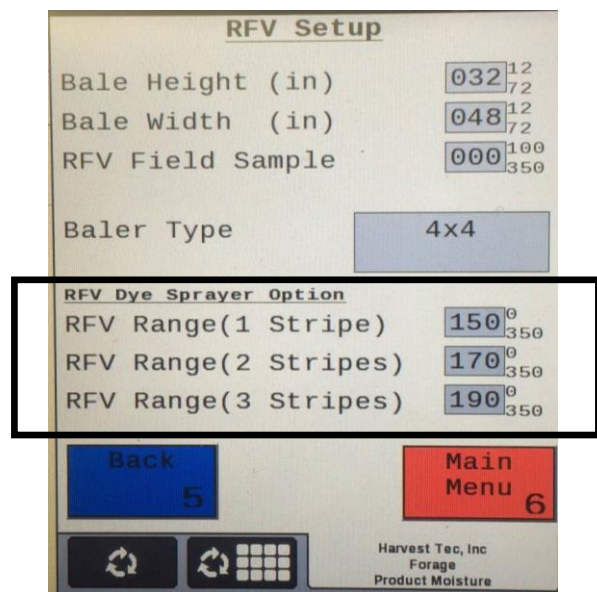 RFV Setup
Bale Height (in) 032 12 72
Bale Width (in) 048 12 72
RFV Field Sample 000 100 350
Baler Type 4x4
RFV Dye Sprayer Option
RFV Range(1 Stripe) 150 0 350
RFV Range(2 Stripes) 170 0 350
RFV Range(3 Stripes) 190 0 350
Back 5
Main Menu 6
Harvest Tec, Inc
Forage
Product Moisture